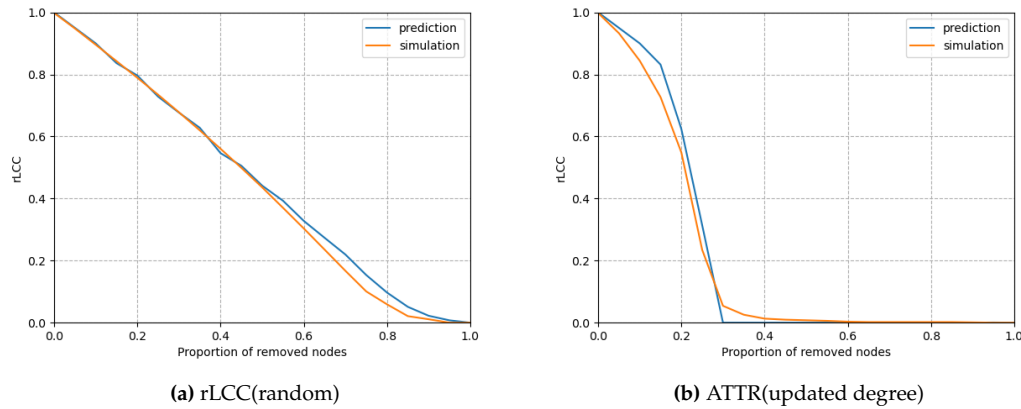 1.0
0.8
0.6
0.4
0.2
0.0
rLCC
prediction
simulation
0.0 0.2 0.4 0.6 0.8 1.0
Proportion of removed nodes
(a) rLCC(random)
1.0
0.8
0.6
0.4
0.2
0.0
rLCC
prediction
simulation
0.0 0.2 0.4 0.6 0.8 1.0
Proportion of removed nodes
(b) ATTR(updated degree)